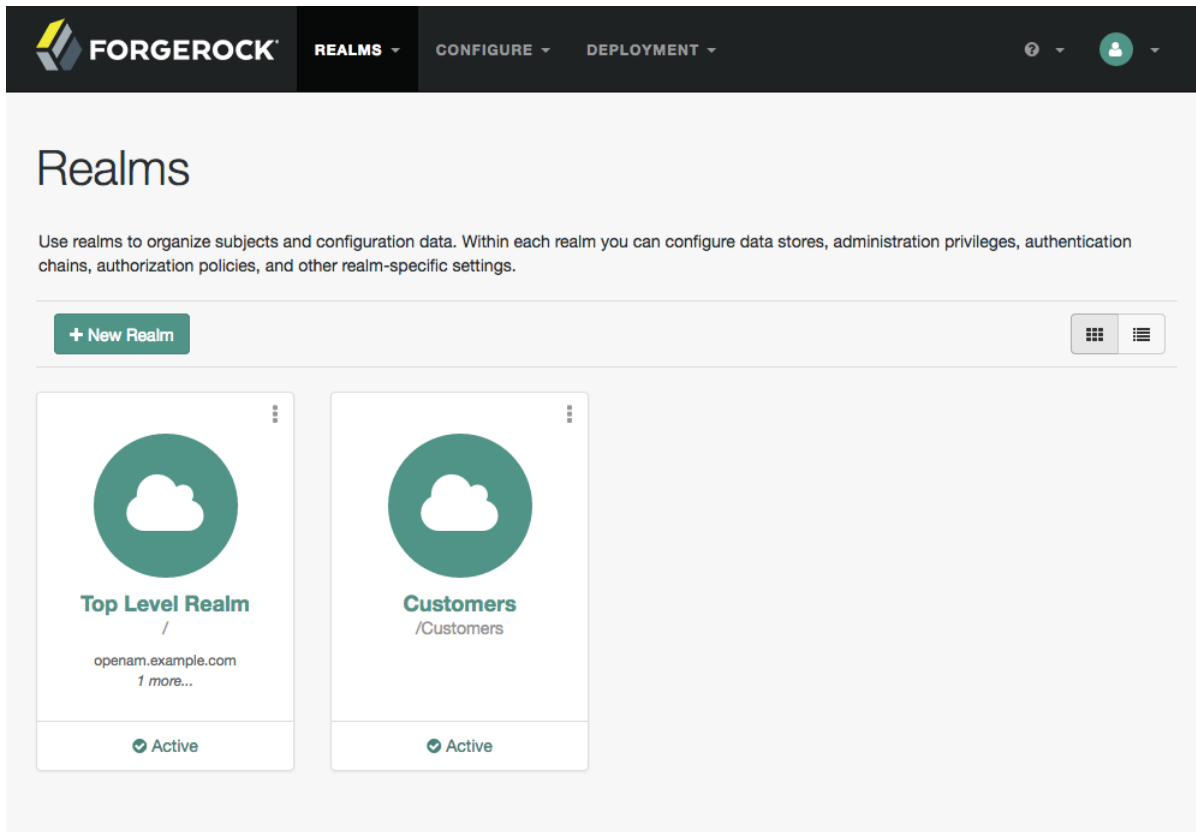 FORGEROCK
REALMS
CONFIGURE
DEPLOYMENT
Realms
Use realms to organize subjects and configuration data. Within each realm you can configure data stores, administration privileges, authentication
chains, authorization policies, and other realm-specific settings.
+ New Realm
Top Level Realm
/
openam.example.com
1 more...
Active
Customers
/Customers
Active